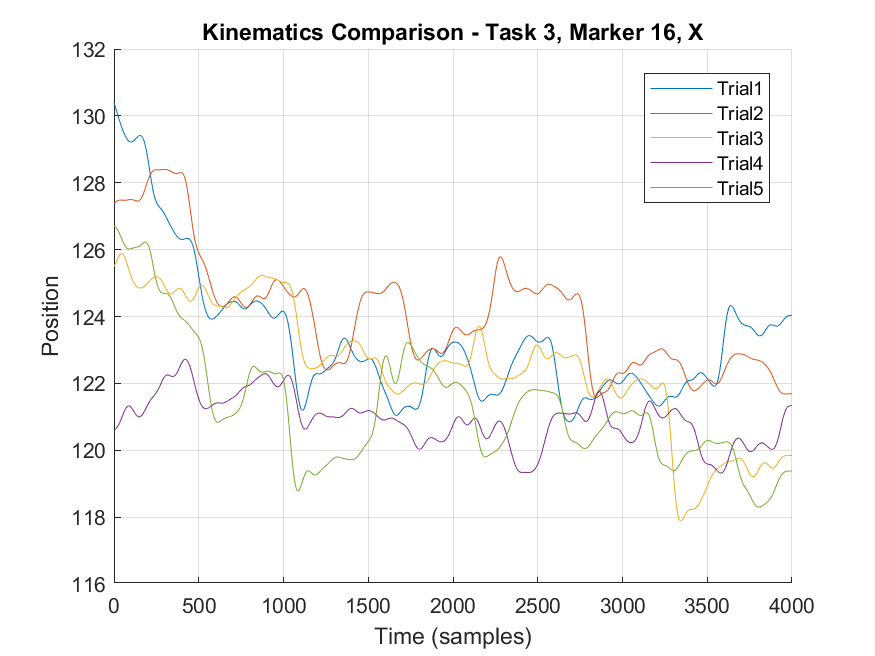 Kinematics Comparison - Task 3, Marker 16, X
132
130
128
126
124
122
120
118
116
Position
Trial1
Trial2
Trial3
Trial4
Trial5
0 500 1000 1500 2000 2500 3000 3500 4000
Time (samples)